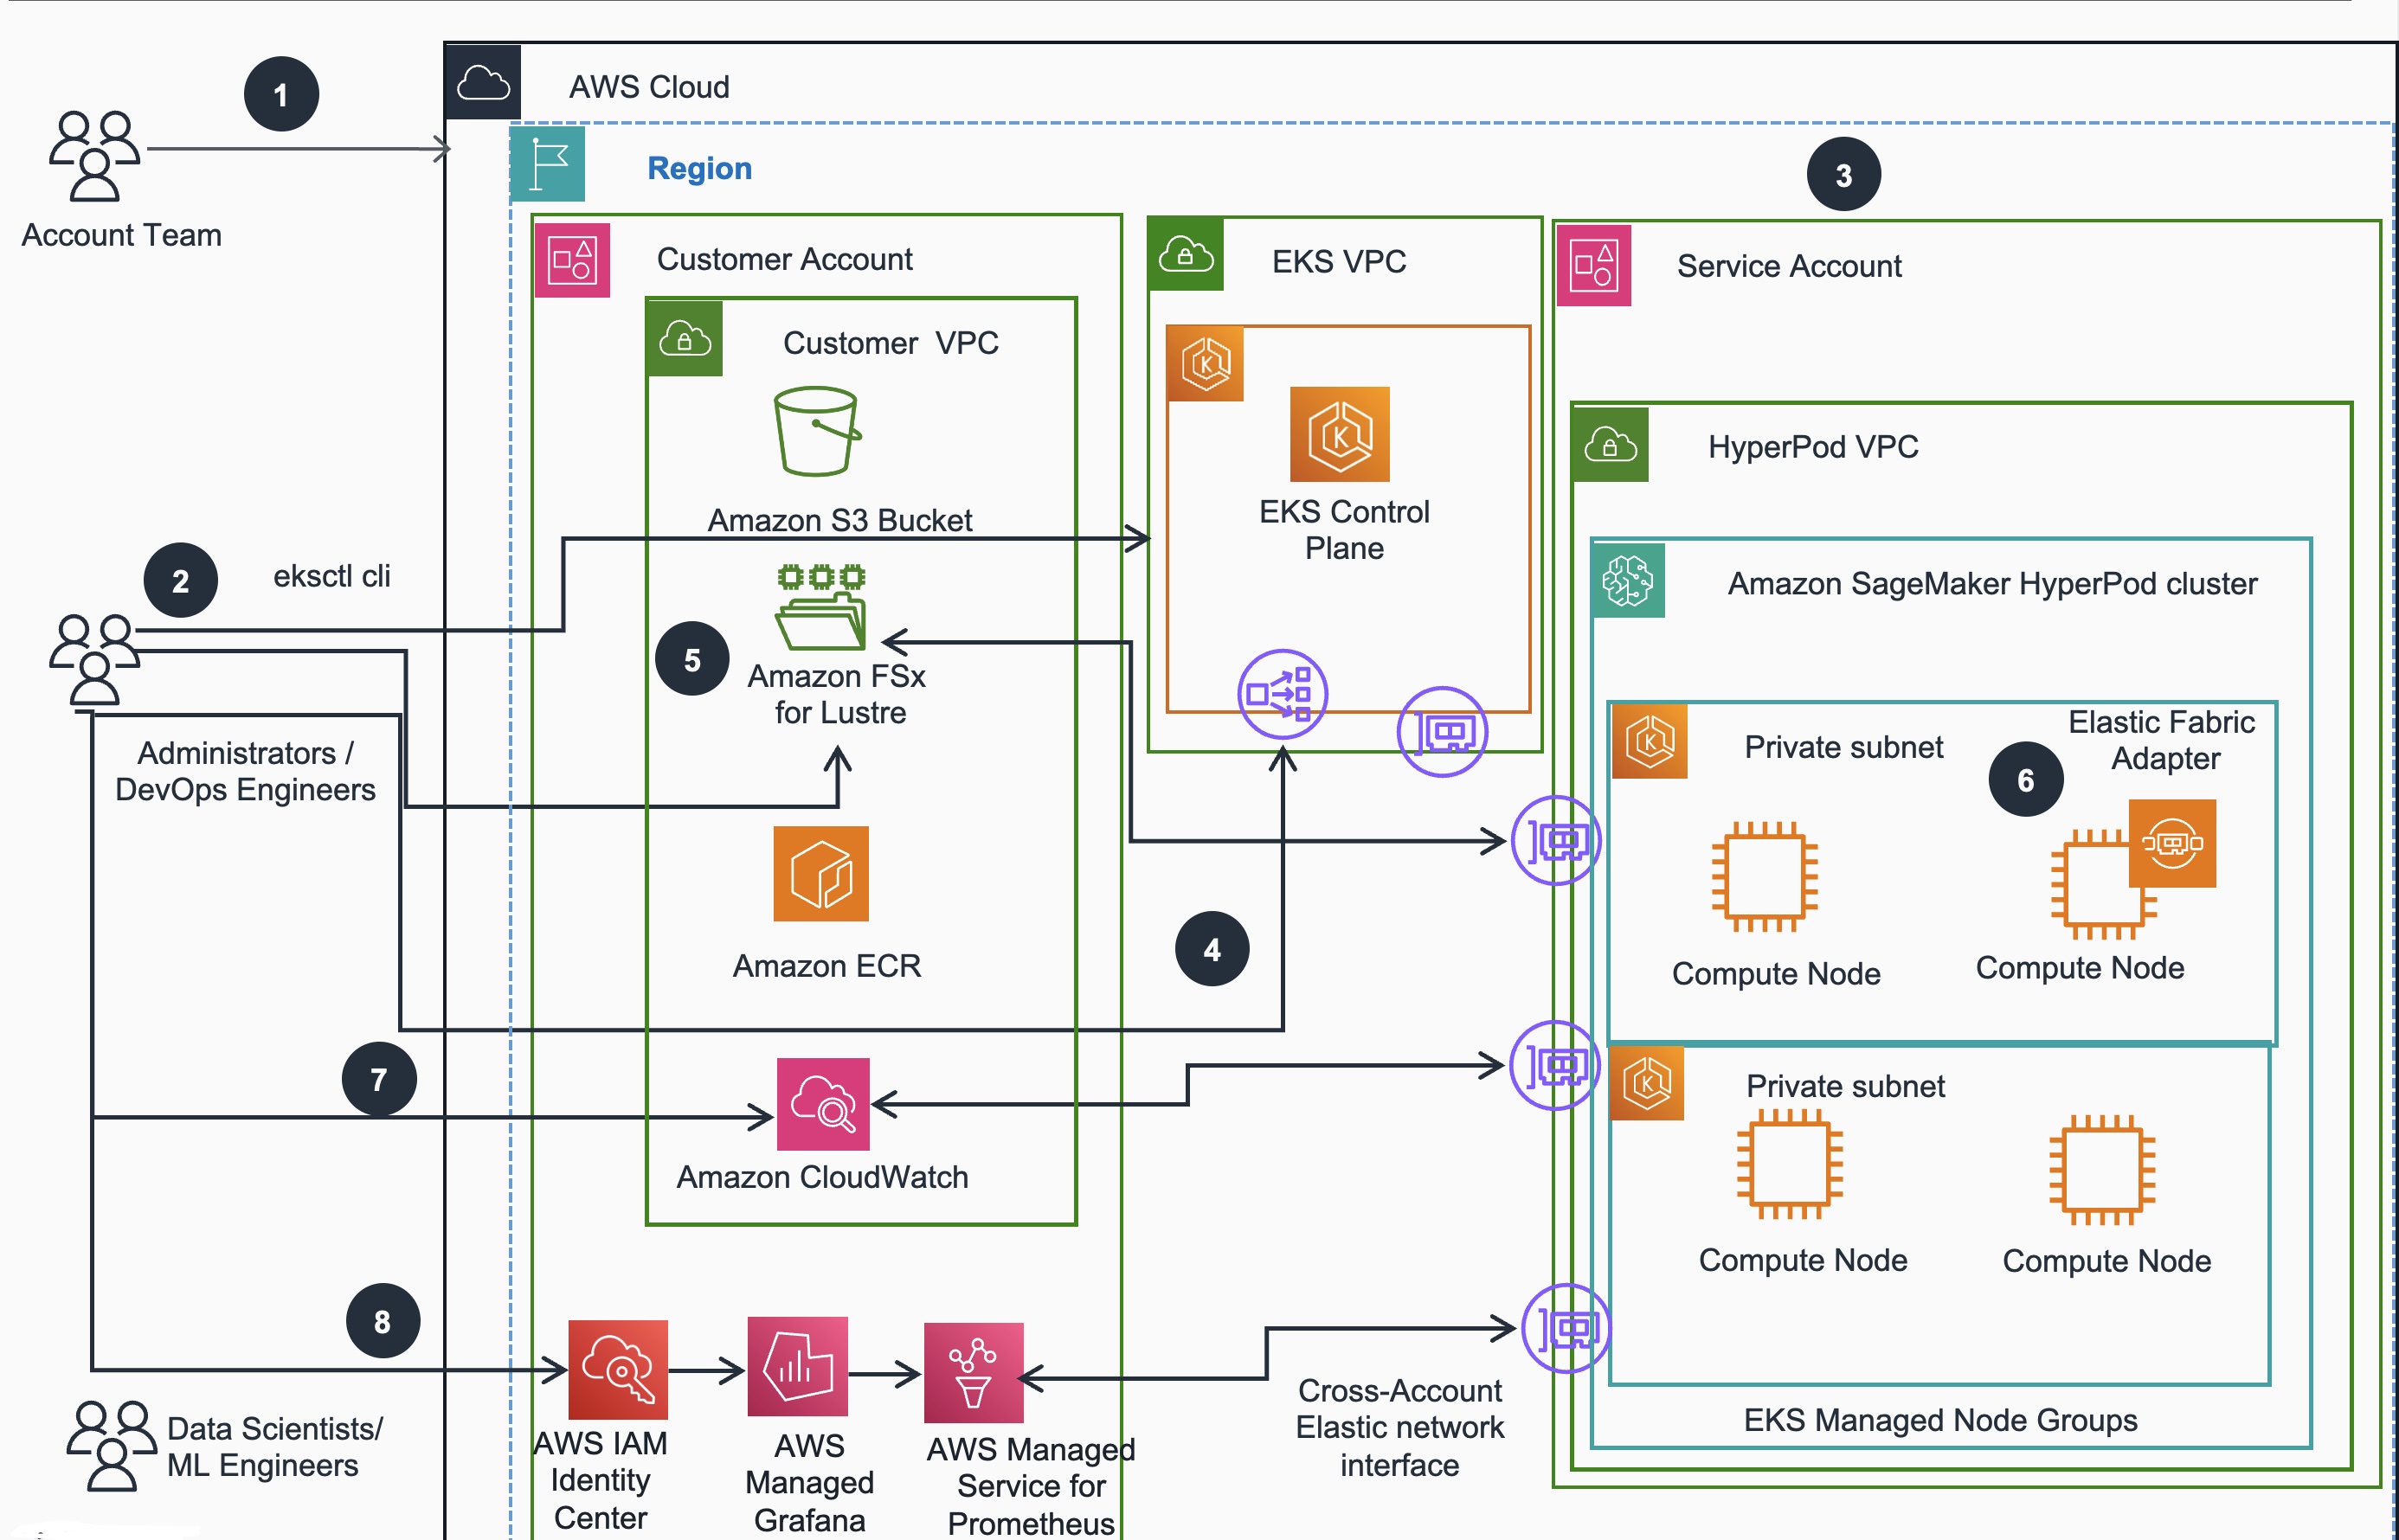 1
AWS Cloud
Account Team
Region
3
Customer Account
EKS VPC
Service Account
Customer VPC
HyperPod VPC
Amazon S3 Bucket
EKS Control
Plane
2
eksctl cli
Amazon SageMaker HyperPod cluster
5
Amazon FSx
for Lustre
Administrators /
DevOps Engineers
Private subnet
6
Elastic Fabric
Adapter
Amazon ECR
4
Compute Node
Compute Node
7
Amazon CloudWatch
Private subnet
Compute Node
Compute Node
8
Data Scientists/
ML Engineers
AWS IAM
Identity
Center
AWS
Managed
Grafana
AWS Managed
Service for
Prometheus
Cross-Account
Elastic network
interface
EKS Managed Node Groups